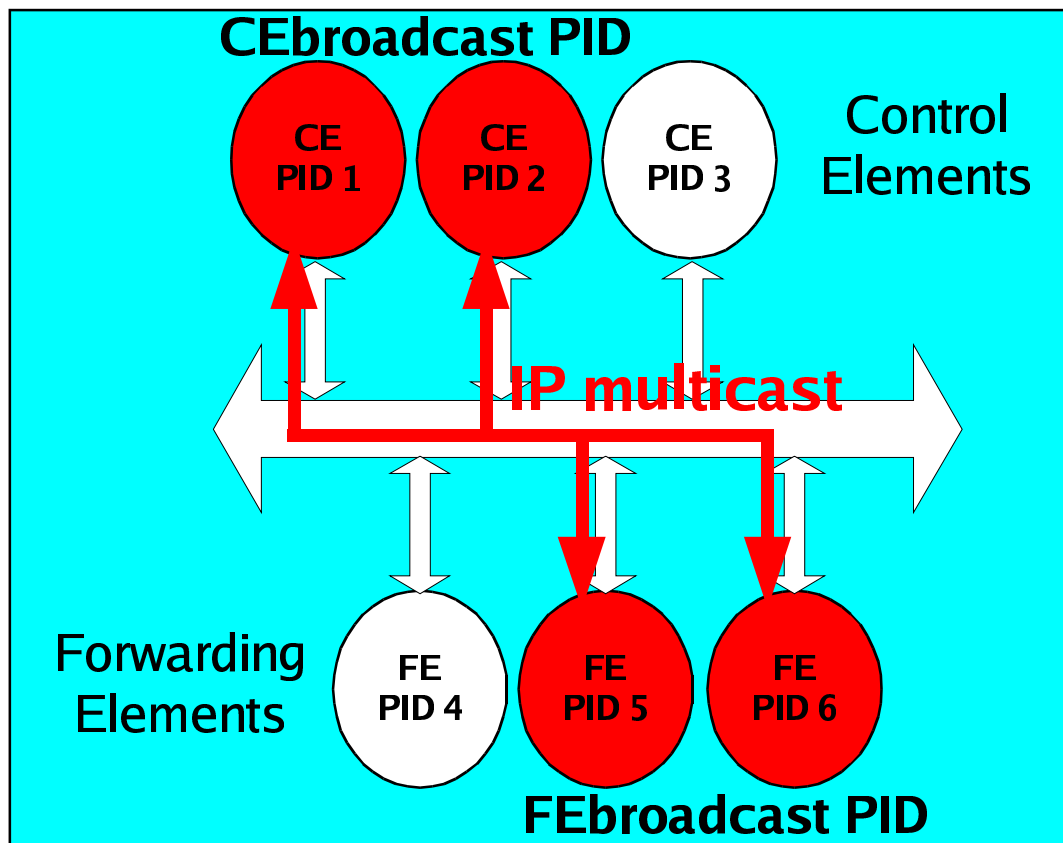 CEbroadcast PID
CE
PID 1
CE
PID 2
CE
PID 3
Control
Elements
IP multicast
Forwarding
Elements
FE
PID 4
FE
PID 5
FE
PID 6
FEbroadcast PID